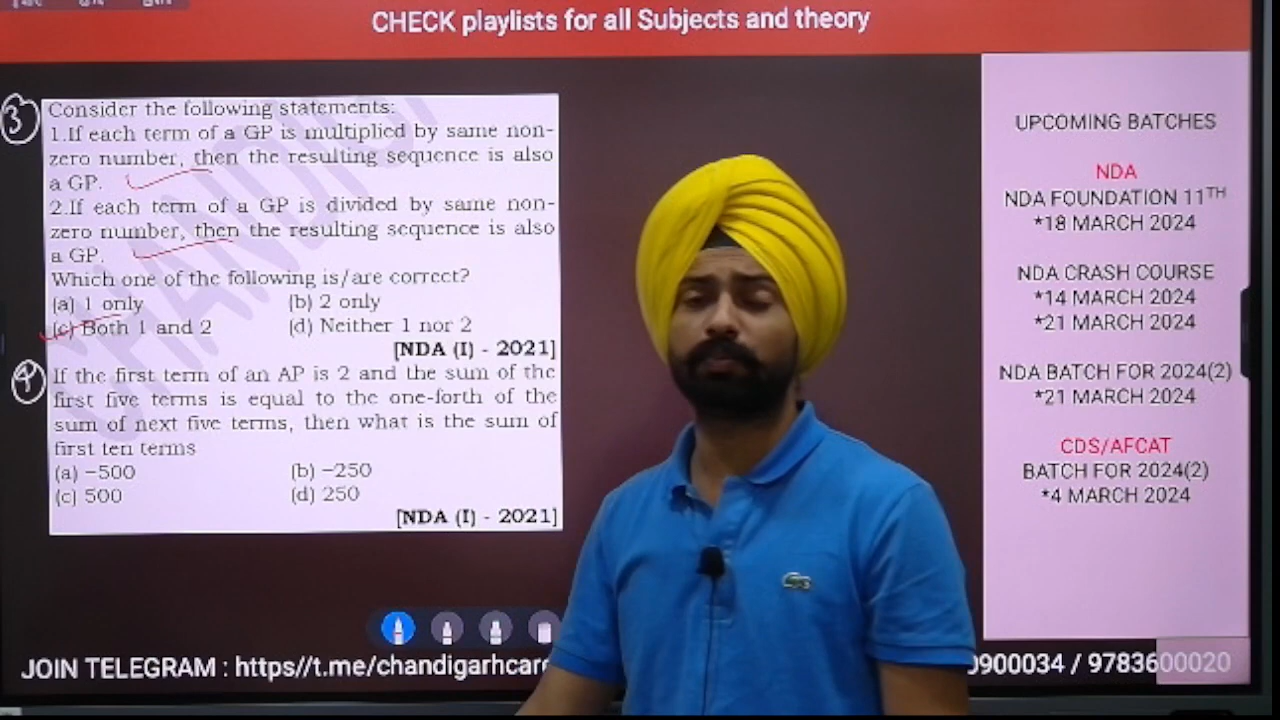 CHECK playlists for all Subjects and theory
3
Consider the following statements:
1.If each term of a GP is multiplied by same non-
zero number, then the resulting sequence is also
a GP.
2.If each term of a GP is divided by same non-
zero number, then the resulting sequence is also
a GP.
Which one of the following is/are correct?
(a) 1 only (b) 2 only
(c) Both 1 and 2 (d) Neither 1 nor 2
[NDA (I) - 2021]
4
If the first term of an AP is 2 and the sum of the
first five terms is equal to the one-forth of the
sum of next five terms, then what is the sum of
first ten terms
(a) −500 (b) −250
(c) 500 (d) 250
[NDA (I) - 2021]
UPCOMING BATCHES
NDA
NDA FOUNDATION 11TH
*18 MARCH 2024
NDA CRASH COURSE
*14 MARCH 2024
*21 MARCH 2024
NDA BATCH FOR 2024(2)
*21 MARCH 2024
CDS/AFCAT
BATCH FOR 2024(2)
*4 MARCH 2024
JOIN TELEGRAM : https//t.me/chandigarhcar 900034 / 9783600020